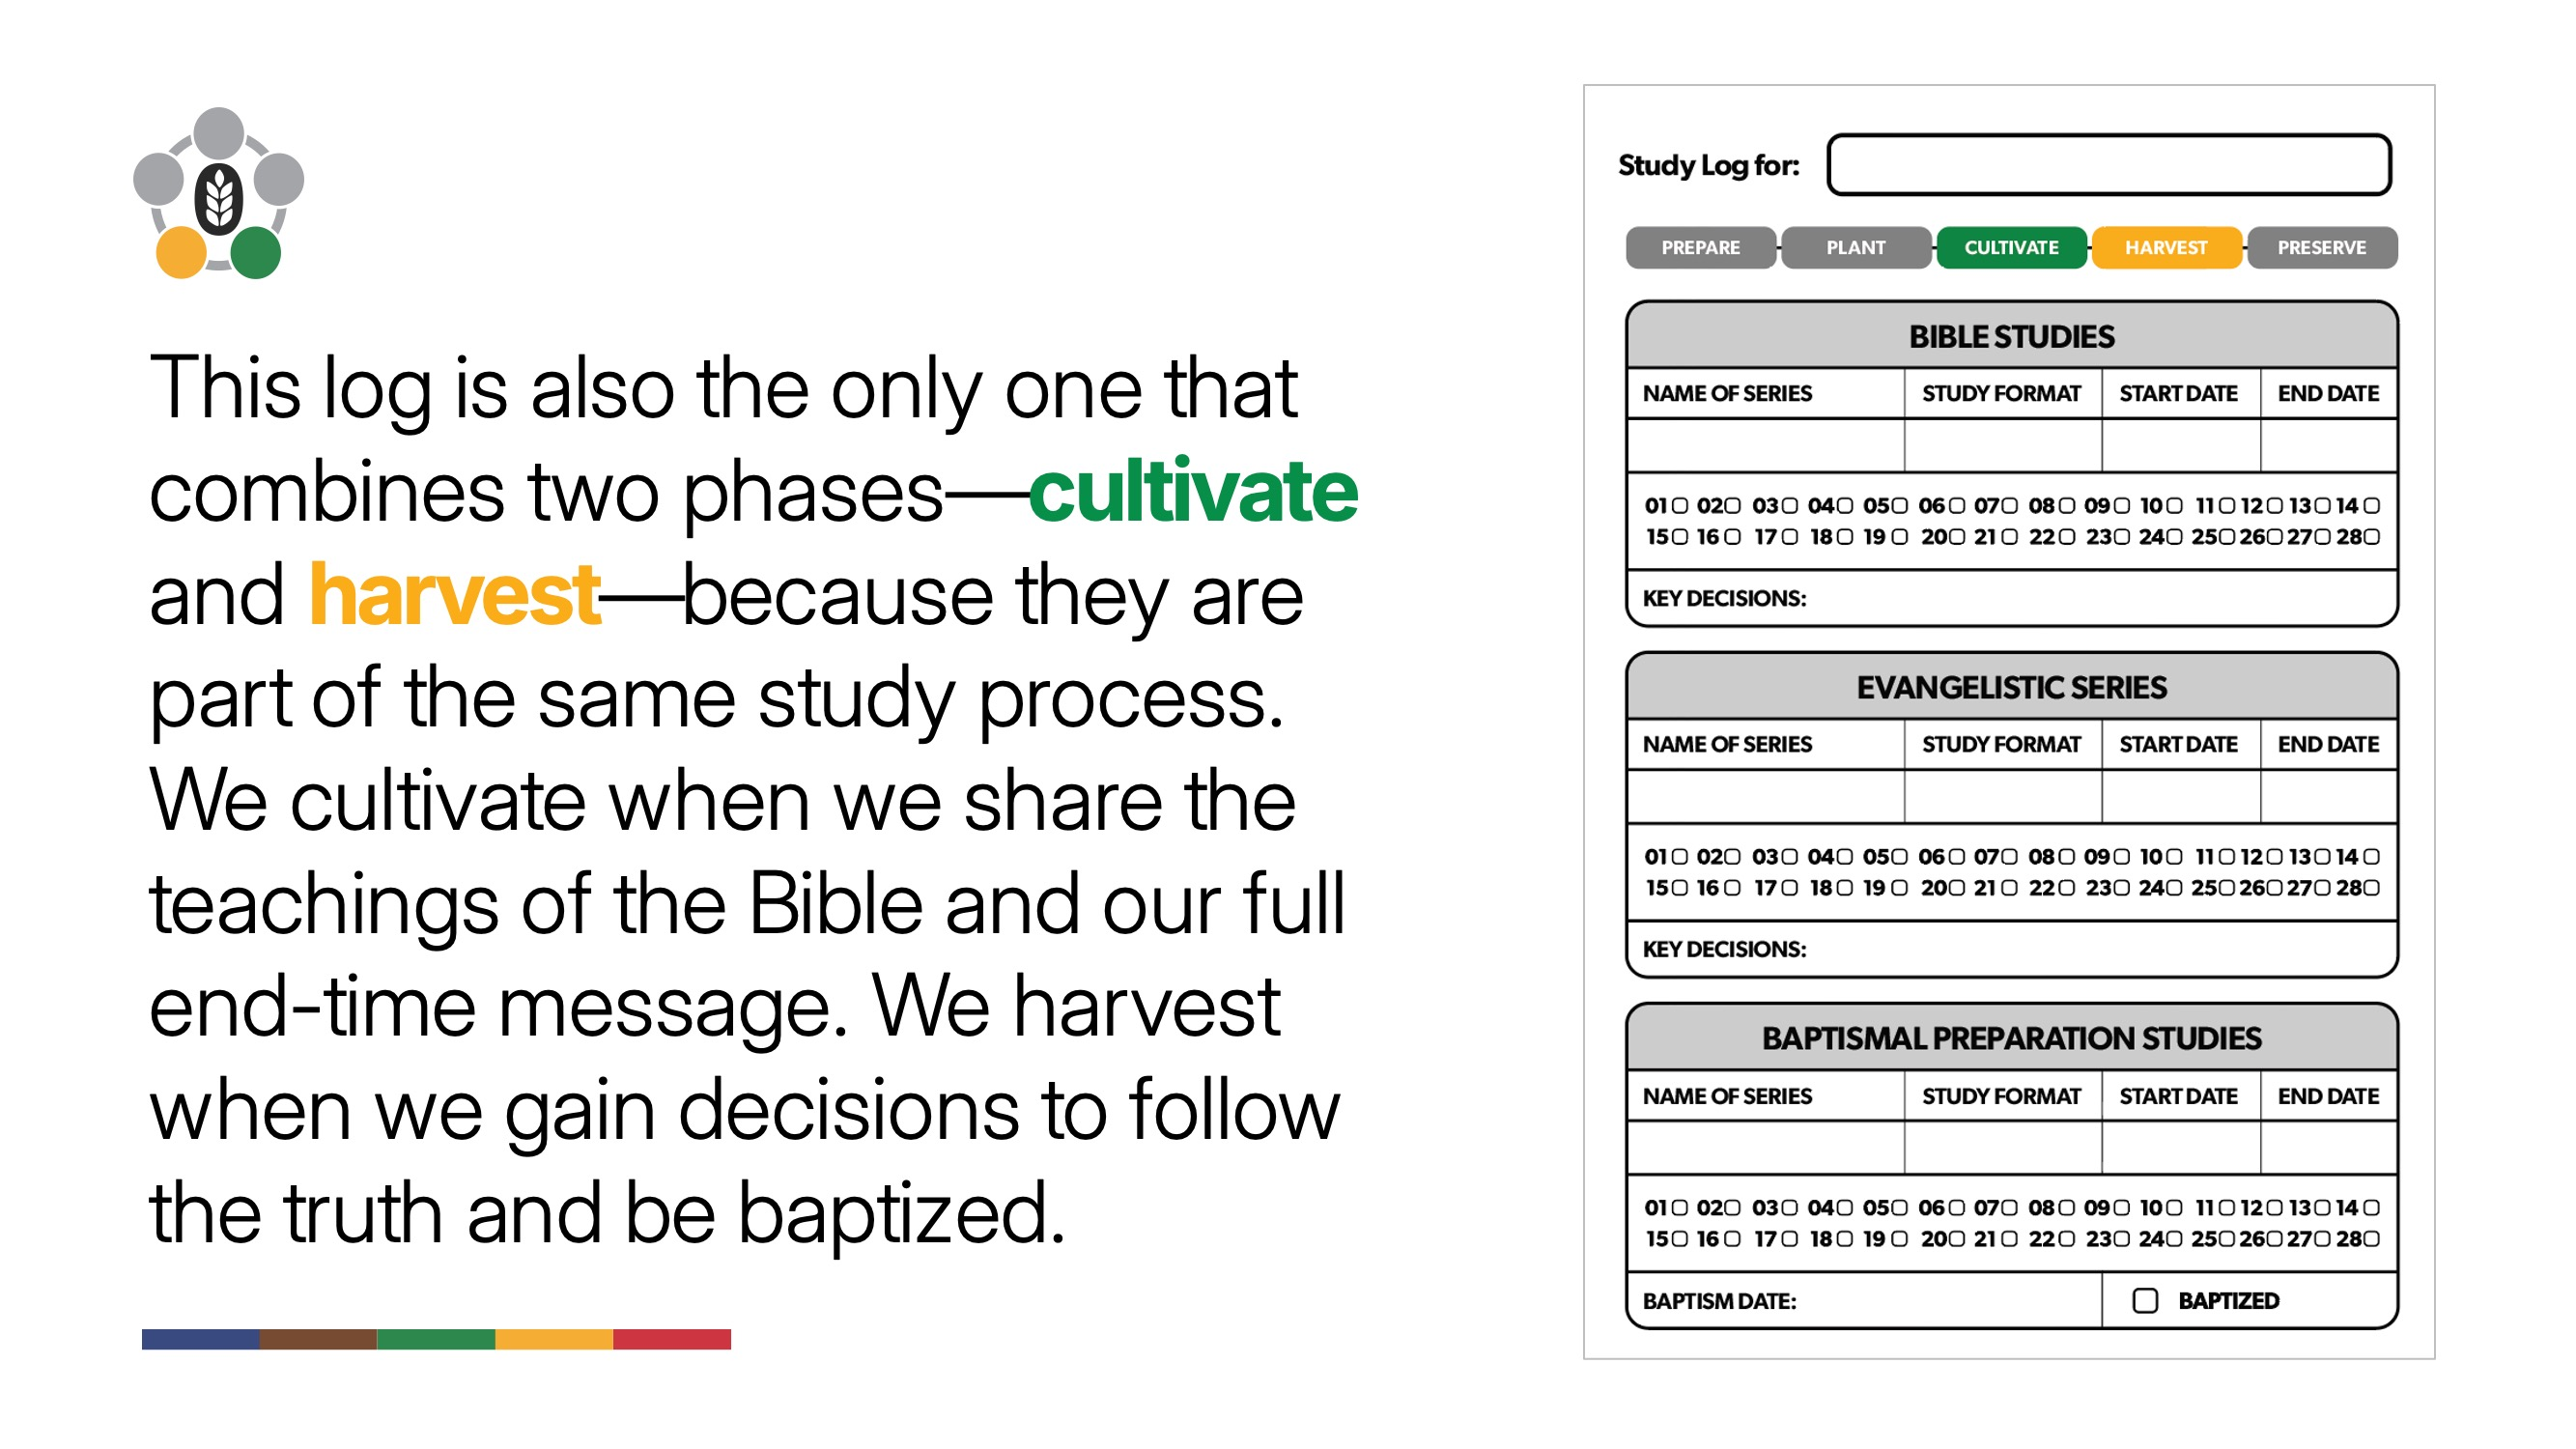 This log is also the only one that
combines two phases—cultivate
and harvest—because they are
part of the same study process.
We cultivate when we share the
teachings of the Bible and our full
end-time message. We harvest
when we gain decisions to follow
the truth and be baptized.
Study Log for:
PREPARE PLANT CULTIVATE HARVEST PRESERVE
BIBLE STUDIES
NAME OF SERIES STUDY FORMAT START DATE END DATE
01 02 03 04 05 06 07 08 09 10 11 12 13 14
15 16 17 18 19 20 21 22 23 24 25 26 27 28
KEY DECISIONS:
EVANGELISTIC SERIES
NAME OF SERIES STUDY FORMAT START DATE END DATE
01 02 03 04 05 06 07 08 09 10 11 12 13 14
15 16 17 18 19 20 21 22 23 24 25 26 27 28
KEY DECISIONS:
BAPTISMAL PREPARATION STUDIES
NAME OF SERIES STUDY FORMAT START DATE END DATE
01 02 03 04 05 06 07 08 09 10 11 12 13 14
15 16 17 18 19 20 21 22 23 24 25 26 27 28
BAPTISM DATE: BAPTIZED